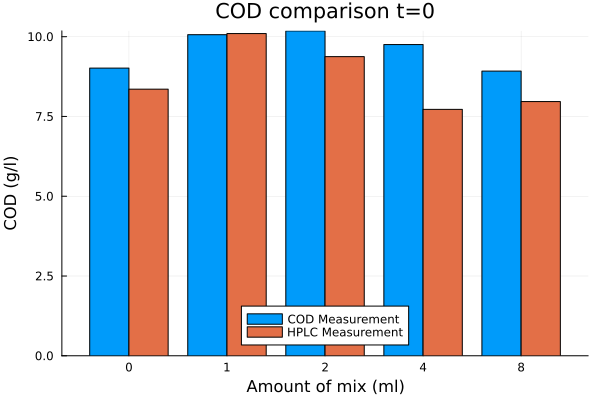 COD comparison t=0
COD (g/l)
10.0
7.5
5.0
2.5
0.0
COD Measurement
HPLC Measurement
0 1 2 4 8
Amount of mix (ml)